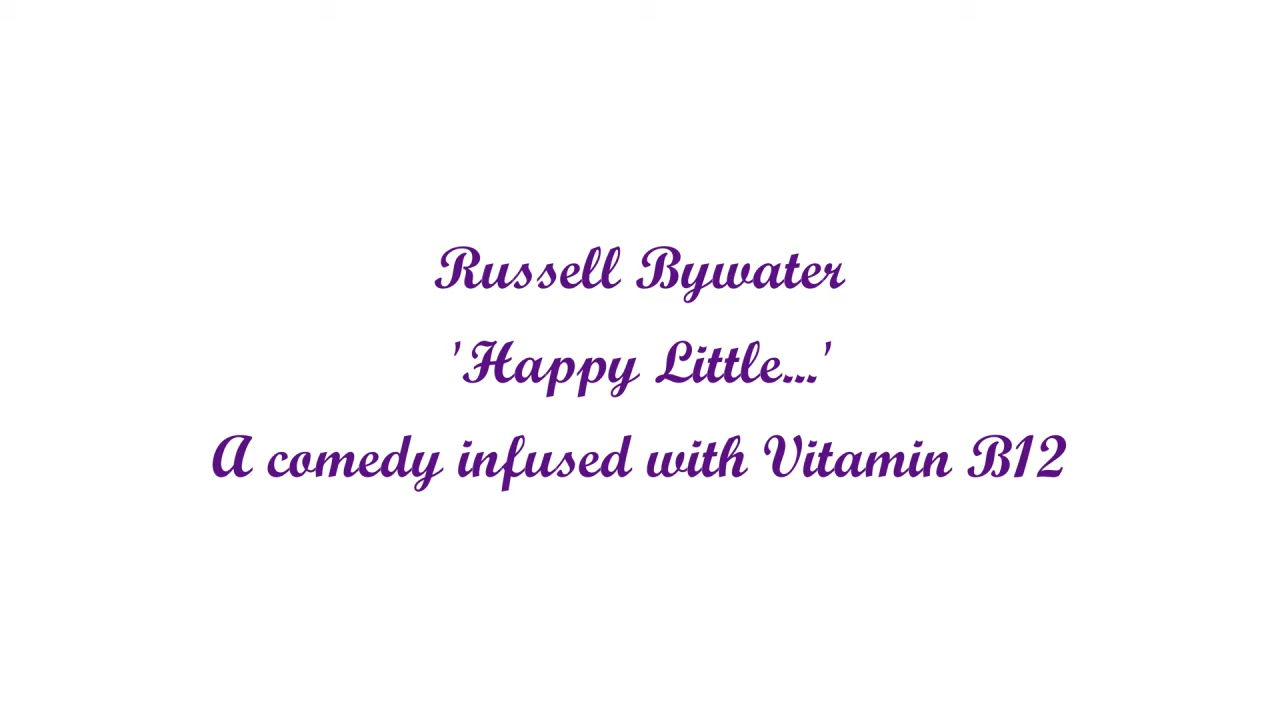 Russell Bywater
'Happy Little...'
A comedy infused with Vitamin B12